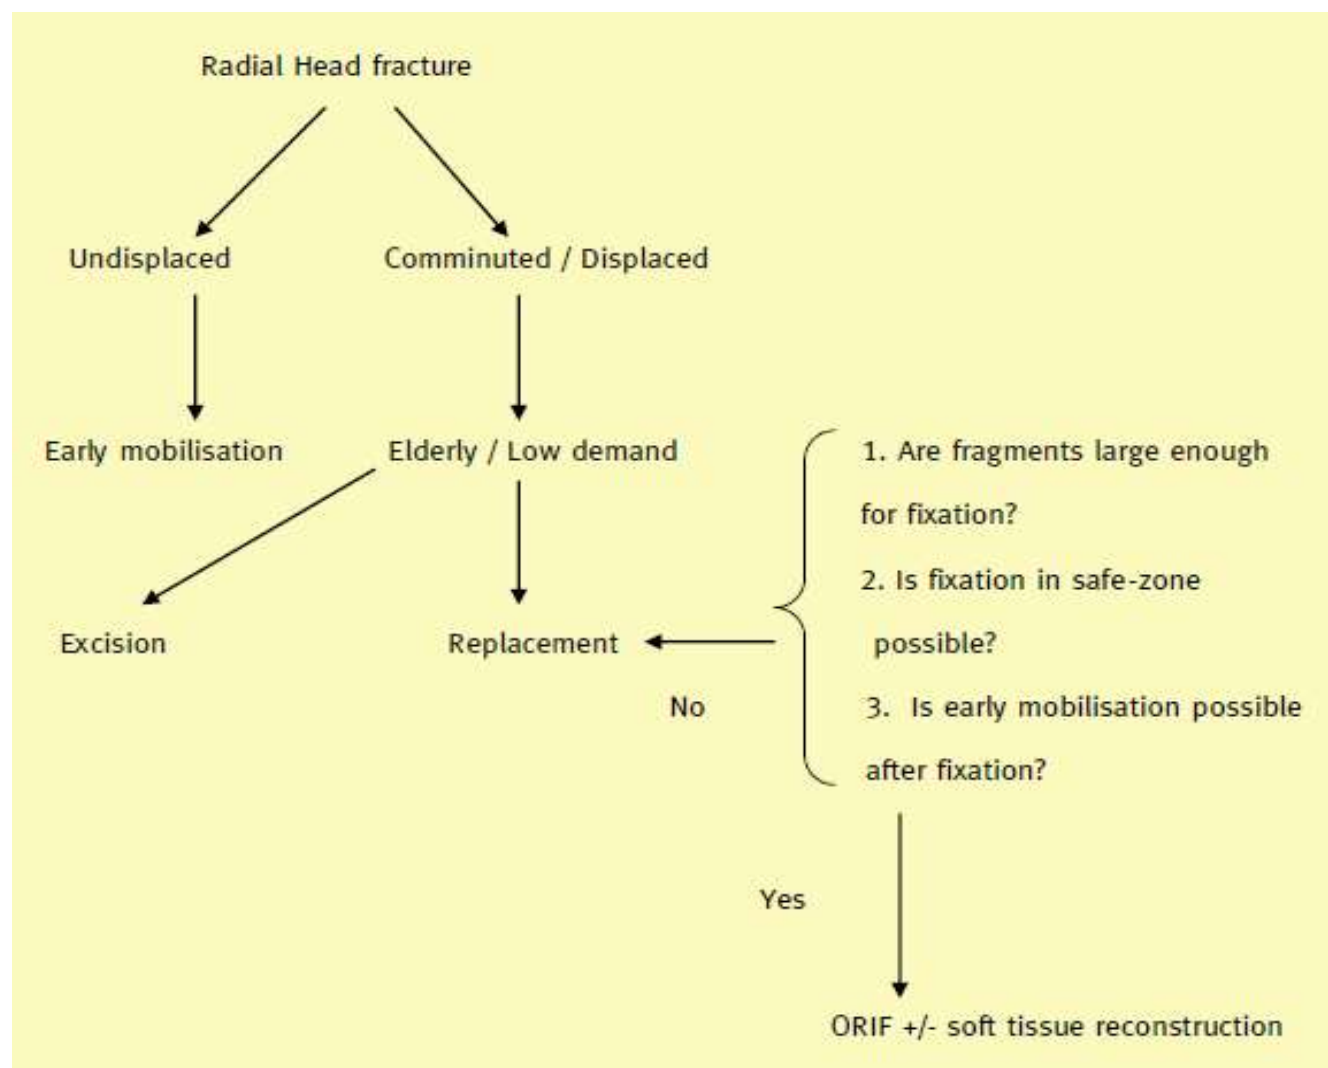 Radial Head fracture
Undisplaced
Comminuted / Displaced
Early mobilisation
Elderly / Low demand
1. Are fragments large enough
for fixation?
2. Is fixation in safe-zone
possible?
Excision
Replacement
No
3. Is early mobilisation possible
after fixation?
Yes
ORIF +/- soft tissue reconstruction